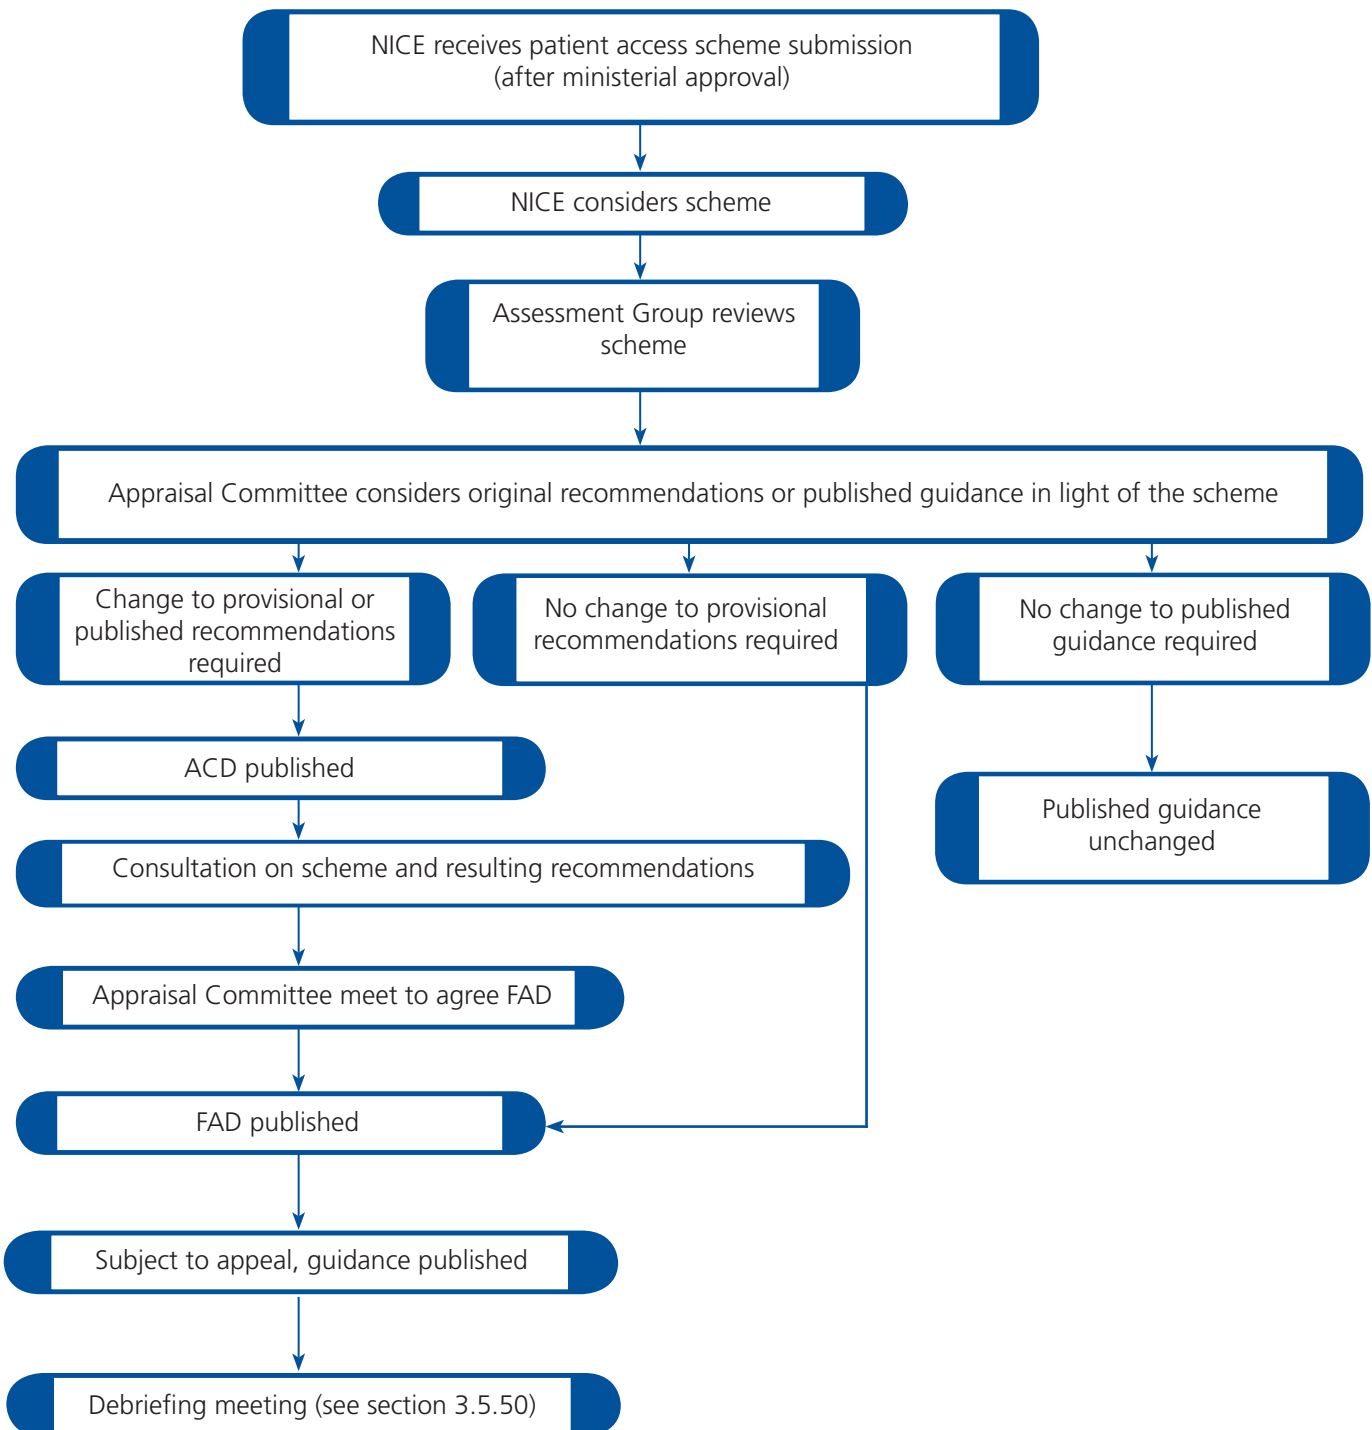 NICE receives patient access scheme submission
(after ministerial approval)
NICE considers scheme
Assessment Group reviews
scheme
Appraisal Committee considers original recommendations or published guidance in light of the scheme
Change to provisional or
published recommendations
required
No change to provisional
recommendations required
No change to published
guidance required
ACD published
Published guidance
unchanged
Consultation on scheme and resulting recommendations
Appraisal Committee meet to agree FAD
FAD published
Subject to appeal, guidance published
Debriefing meeting (see section 3.5.50)